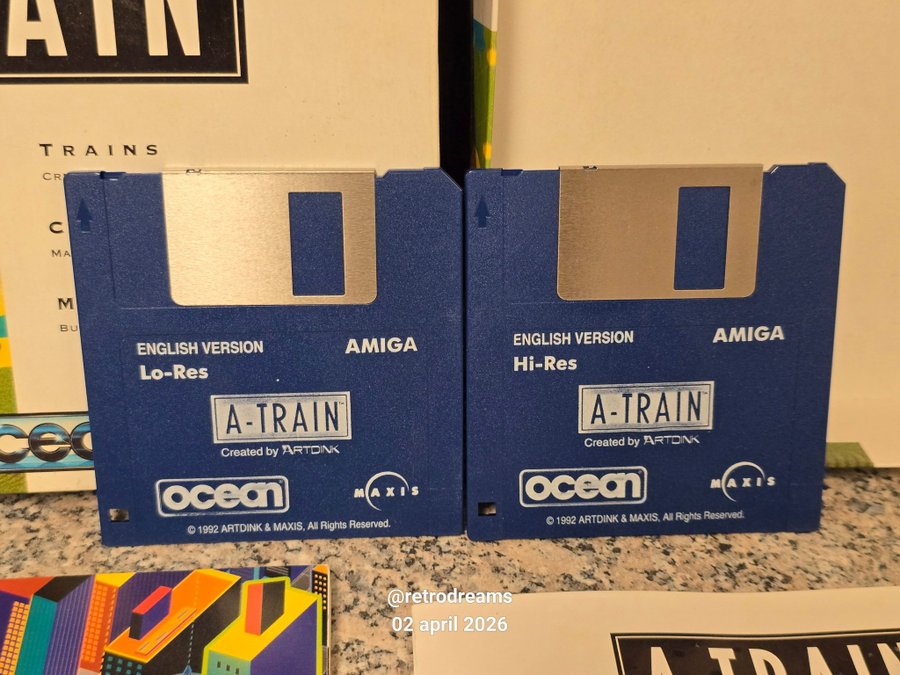 AIN
TRAINS
ENGLISH VERSION
Lo-Res
AMIGA
A-TRAIN™
Created by ARTDINK
ocean
MAXIS
© 1992 ARTDINK & MAXIS, All Rights Reserved.
ENGLISH VERSION
Hi-Res
AMIGA
A-TRAIN™
Created by ARTDINK
ocean
MAXIS
© 1992 ARTDINK & MAXIS, All Rights Reserved.
@retrodreams
02 april 2026
A-TRAIN